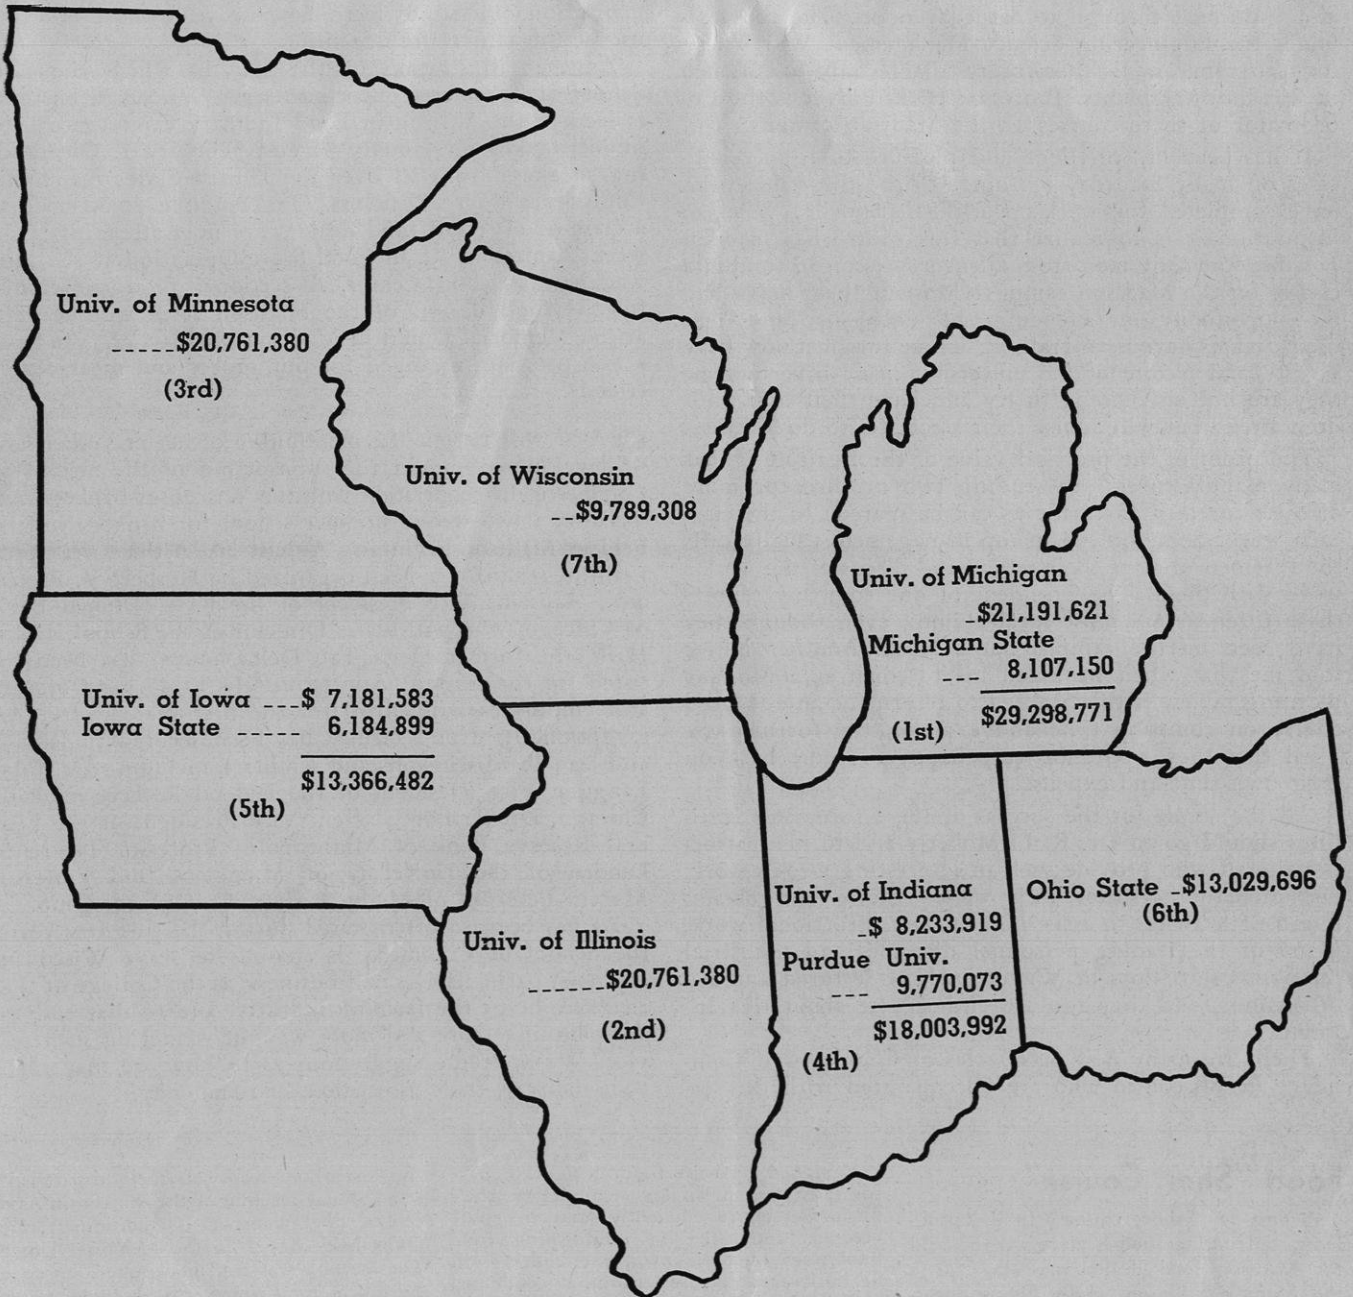 Univ. of Minnesota
_____$20,761,380
(3rd)
Univ. of Wisconsin
__$9,789,308
(7th)
Univ. of Michigan
_$21,191,621
Michigan State
___ 8,107,150
$29,298,771
(1st)
Univ. of Iowa ___$ 7,181,583
Iowa State _____ 6,184,899
$13,366,482
(5th)
Univ. of Illinois
______$20,761,380
(2nd)
Univ. of Indiana
_$ 8,233,919
Purdue Univ.
___ 9,770,073
$18,003,992
(4th)
Ohio State _$13,029,696
(6th)